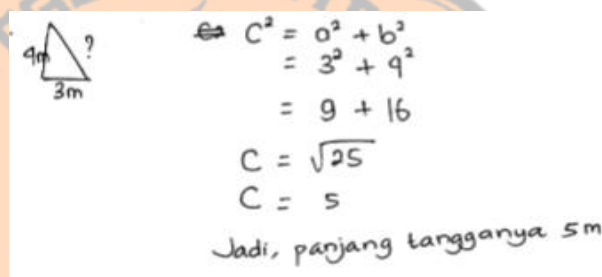 4m ?
3m
C² = a² + b²
= 3² + 4²
= 9 + 16
C = √25
C = 5
Jadi, panjang tangganya 5m